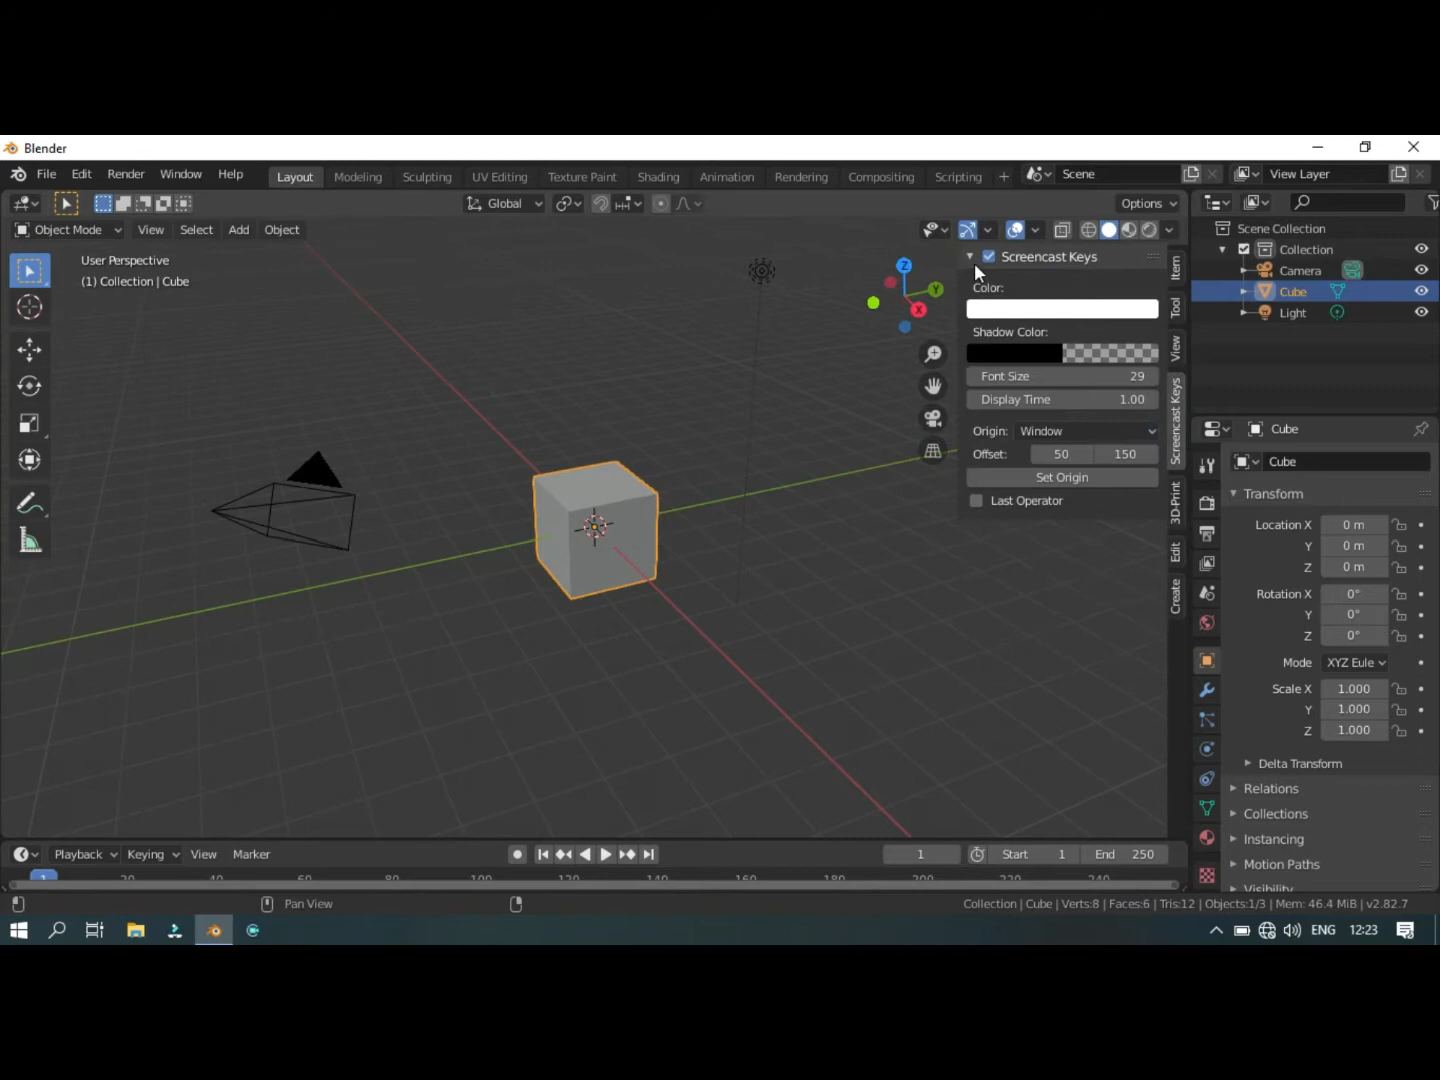 Blender
File Edit Render Window Help Layout Modeling Sculpting UV Editing Texture Paint Shading Animation Rendering Compositing Scripting + Scene View Layer
Global Options
Object Mode View Select Add Object
User Perspective
(1) Collection | Cube
Z
Y
X
Screencast Keys
Color:
Shadow Color:
Font Size 29
Display Time 1.00
Origin: Window
Offset: 50 150
Set Origin
Last Operator
Item
Tool
View
Screencast Keys
3D-Print
Edit
Create
Scene Collection
Collection
Camera
Cube
Light
Cube
Cube
Transform
Location X 0 m
Y 0 m
Z 0 m
Rotation X 0°
Y 0°
Z 0°
Mode XYZ Eule
Scale X 1.000
Y 1.000
Z 1.000
Delta Transform
Relations
Collections
Instancing
Motion Paths
Visibility
Playback Keying View Marker 1 Start 1 End 250
1 20 40 60 80 100 120 140 160 180 200 220 240
Pan View Collection | Cube | Verts:8 | Faces:6 | Tris:12 | Objects:1/3 | Mem: 46.4 MiB | v2.82.7
ENG 12:23